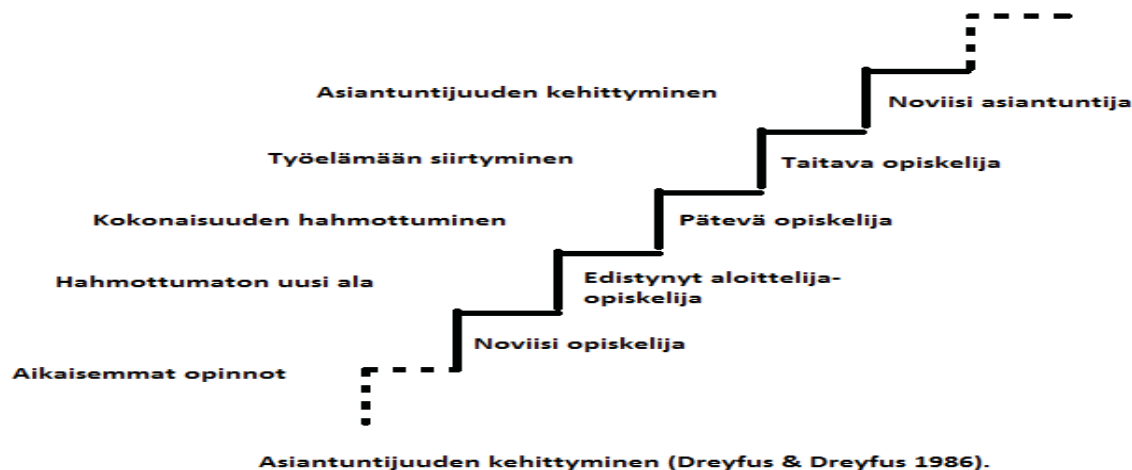 Asiantuntijuuden kehittyminen
Noviisi asiantuntija
Työelämään siirtyminen
Taitava opiskelija
Kokonaisuuden hahmottuminen
Pätevä opiskelija
Hahmottumaton uusi ala
Edistynyt aloittelija-
opiskelija
Noviisi opiskelija
Aikaisemmat opinnot
Asiantuntijuuden kehittyminen (Dreyfus & Dreyfus 1986).